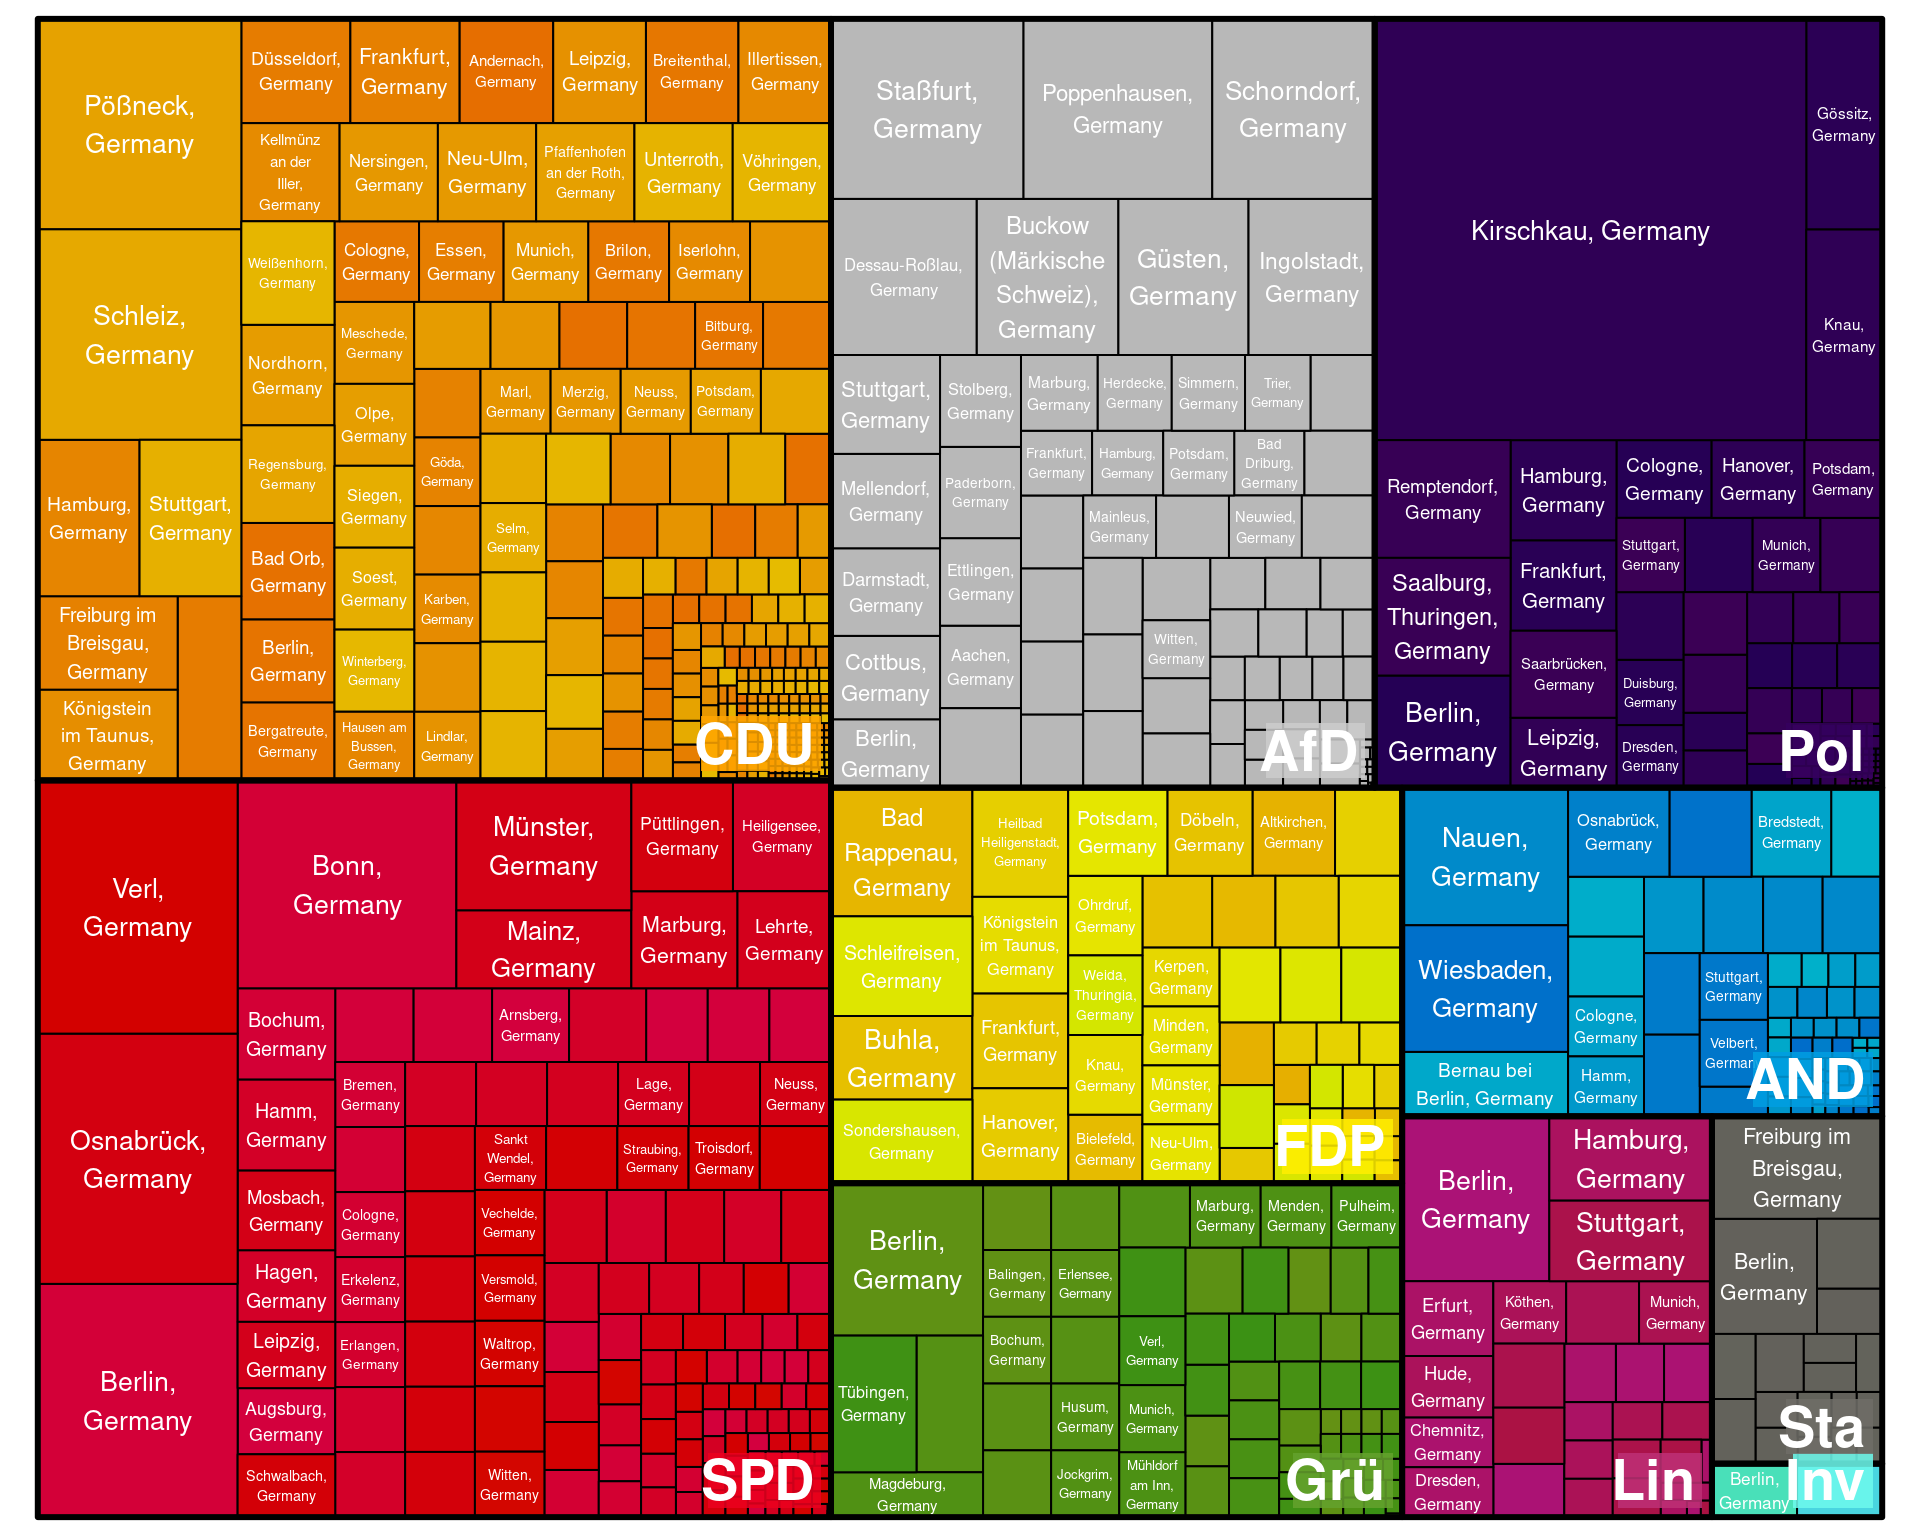 Pößneck,
Germany
Schleiz,
Germany
Hamburg,
Germany
Stuttgart,
Germany
Freiburg im
Breisgau,
Germany
Königstein
im Taunus,
Germany
Düsseldorf,
Germany
Frankfurt,
Germany
Andernach,
Germany
Leipzig,
Germany
Breitenthal,
Germany
Illertissen,
Germany
Kellmünz
an der
Iller,
Germany
Nersingen,
Germany
Neu-Ulm,
Germany
Pfaffenhofen
an der Roth,
Germany
Unterroth,
Germany
Vöhringen,
Germany
Weißenhorn,
Germany
Nordhorn,
Germany
Regensburg,
Germany
Bad Orb,
Germany
Berlin,
Germany
Bergatreute,
Germany
Cologne,
Germany
Essen,
Germany
Munich,
Germany
Brilon,
Germany
Iserlohn,
Germany
Meschede,
Germany
Olpe,
Germany
Siegen,
Germany
Soest,
Germany
Winterberg,
Germany
Hausen am
Bussen,
Germany
Bitburg,
Germany
Marl,
Germany
Merzig,
Germany
Neuss,
Germany
Potsdam,
Germany
Göda,
Germany
Karben,
Germany
Lindlar,
Germany
Selm,
Germany
CDU
Staßfurt,
Germany
Poppenhausen,
Germany
Schorndorf,
Germany
Dessau-Roßlau,
Germany
Buckow
(Märkische
Schweiz),
Germany
Güsten,
Germany
Ingolstadt,
Germany
Stuttgart,
Germany
Mellendorf,
Germany
Darmstadt,
Germany
Cottbus,
Germany
Berlin,
Germany
Stolberg,
Germany
Paderborn,
Germany
Ettlingen,
Germany
Aachen,
Germany
Marburg,
Germany
Herdecke,
Germany
Simmern,
Germany
Trier,
Germany
Frankfurt,
Germany
Hamburg,
Germany
Potsdam,
Germany
Bad
Driburg,
Germany
Mainleus,
Germany
Neuwied,
Germany
Witten,
Germany
AfD
Kirschkau, Germany
Gössitz,
Germany
Knau,
Germany
Remptendorf,
Germany
Saalburg,
Thuringen,
Germany
Berlin,
Germany
Hamburg,
Germany
Frankfurt,
Germany
Saarbrücken,
Germany
Leipzig,
Germany
Cologne,
Germany
Hanover,
Germany
Potsdam,
Germany
Stuttgart,
Germany
Munich,
Germany
Duisburg,
Germany
Dresden,
Germany
Pol
Verl,
Germany
Osnabrück,
Germany
Berlin,
Germany
Bonn,
Germany
Münster,
Germany
Mainz,
Germany
Püttlingen,
Germany
Heiligensee,
Germany
Marburg,
Germany
Lehrte,
Germany
Bochum,
Germany
Hamm,
Germany
Mosbach,
Germany
Hagen,
Germany
Leipzig,
Germany
Augsburg,
Germany
Schwalbach,
Germany
Arnsberg,
Germany
Bremen,
Germany
Lage,
Germany
Neuss,
Germany
Sankt
Wendel,
Germany
Straubing,
Germany
Troisdorf,
Germany
Cologne,
Germany
Erkelenz,
Germany
Erlangen,
Germany
Vechelde,
Germany
Versmold,
Germany
Waltrop,
Germany
Witten,
Germany
SPD
Bad
Rappenau,
Germany
Schleifreisen,
Germany
Buhla,
Germany
Sondershausen,
Germany
Heilbad
Heiligenstadt,
Germany
Königstein
im Taunus,
Germany
Frankfurt,
Germany
Hanover,
Germany
Potsdam,
Germany
Döbeln,
Germany
Altkirchen,
Germany
Ohrdruf,
Germany
Weida,
Thuringia,
Germany
Knau,
Germany
Bielefeld,
Germany
Kerpen,
Germany
Minden,
Germany
Münster,
Germany
Neu-Ulm,
Germany
FDP
Berlin,
Germany
Tübingen,
Germany
Magdeburg,
Germany
Balingen,
Germany
Erlensee,
Germany
Bochum,
Germany
Husum,
Germany
Jockgrim,
Germany
Marburg,
Germany
Menden,
Germany
Pulheim,
Germany
Verl,
Germany
Munich,
Germany
Mühldorf
am Inn,
Germany
Grü
Nauen,
Germany
Wiesbaden,
Germany
Bernau bei
Berlin, Germany
Osnabrück,
Germany
Bredstedt,
Germany
Cologne,
Germany
Hamm,
Germany
Stuttgart,
Germany
Velbert,
Germany
AND
Berlin,
Germany
Hamburg,
Germany
Stuttgart,
Germany
Erfurt,
Germany
Hude,
Germany
Chemnitz,
Germany
Dresden,
Germany
Köthen,
Germany
Munich,
Germany
Lin
Freiburg im
Breisgau,
Germany
Berlin,
Germany
Sta
Berlin,
Germany
Inv